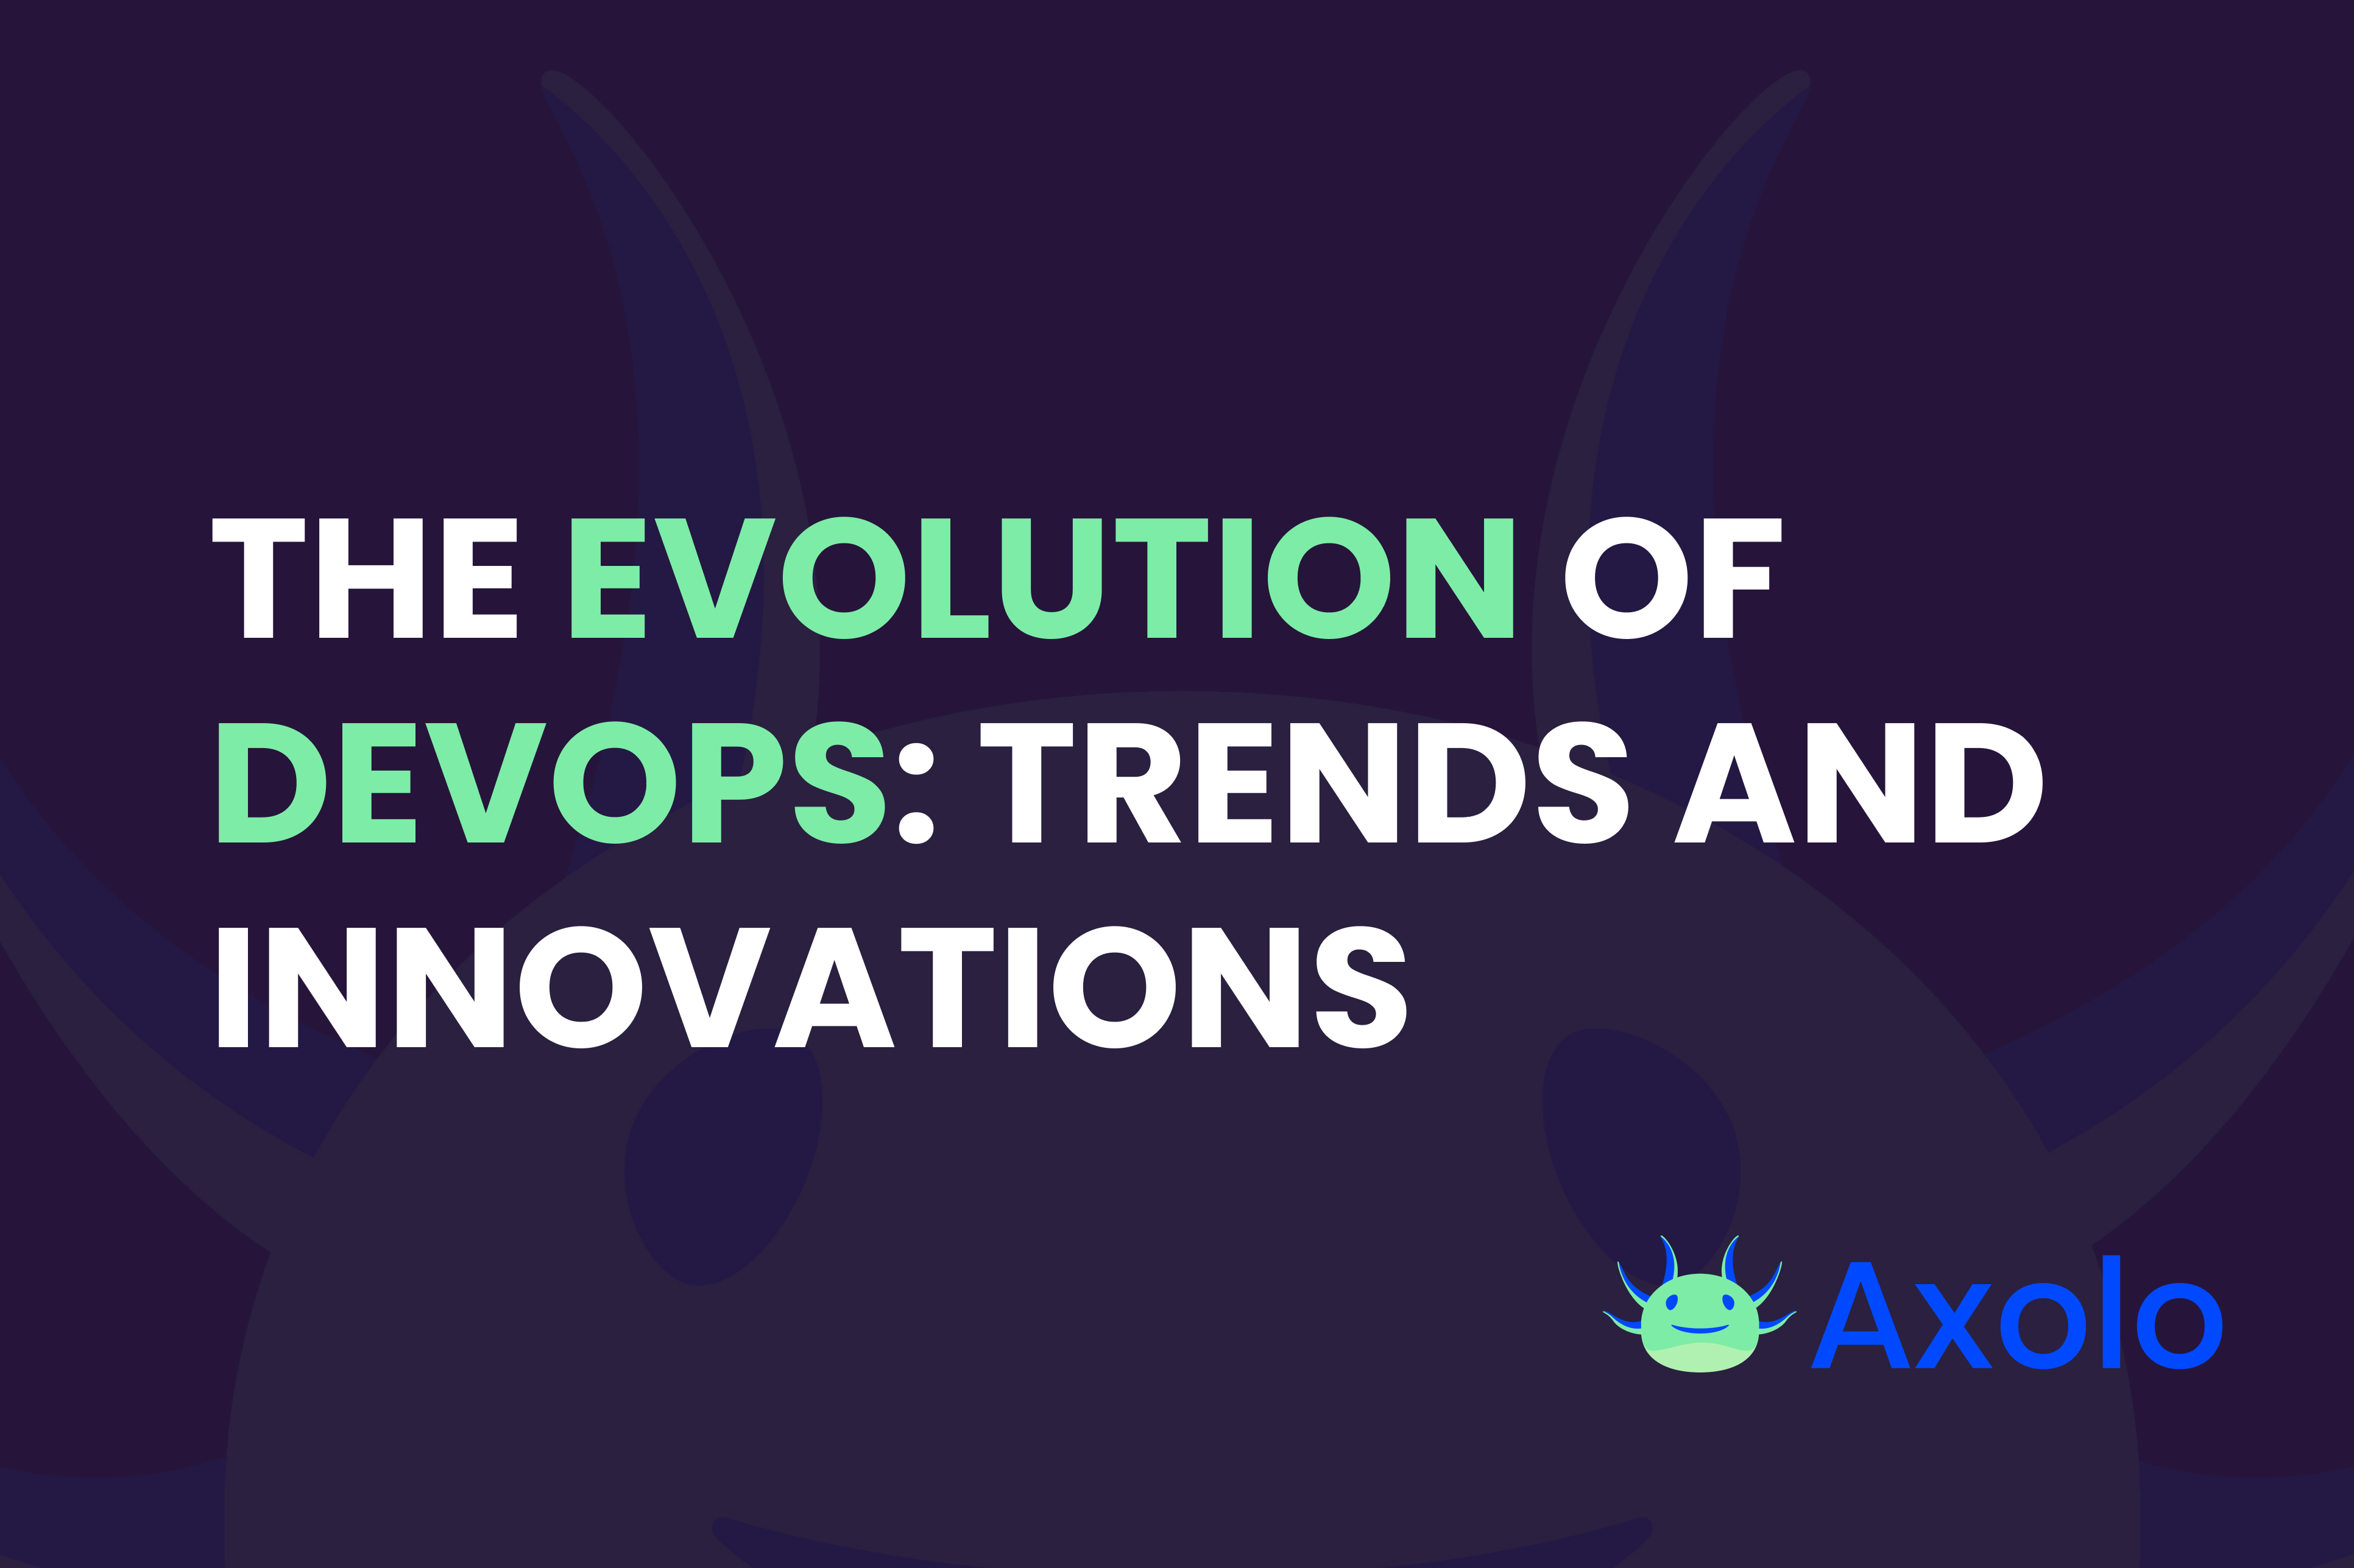 THE EVOLUTION OF
DEVOPS: TRENDS AND
INNOVATIONS
Axolo